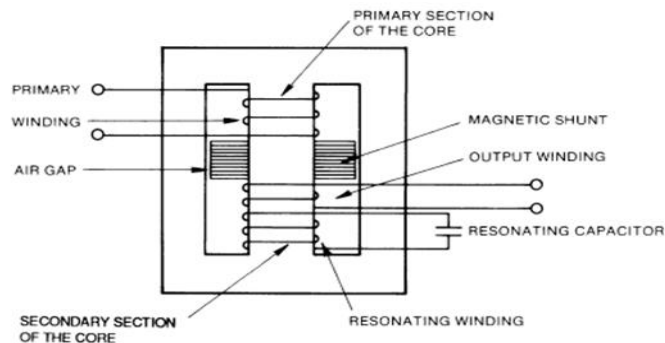 PRIMARY SECTION
OF THE CORE
PRIMARY
WINDING
MAGNETIC SHUNT
OUTPUT WINDING
AIR GAP
RESONATING CAPACITOR
SECONDARY SECTION
OF THE CORE
RESONATING WINDING